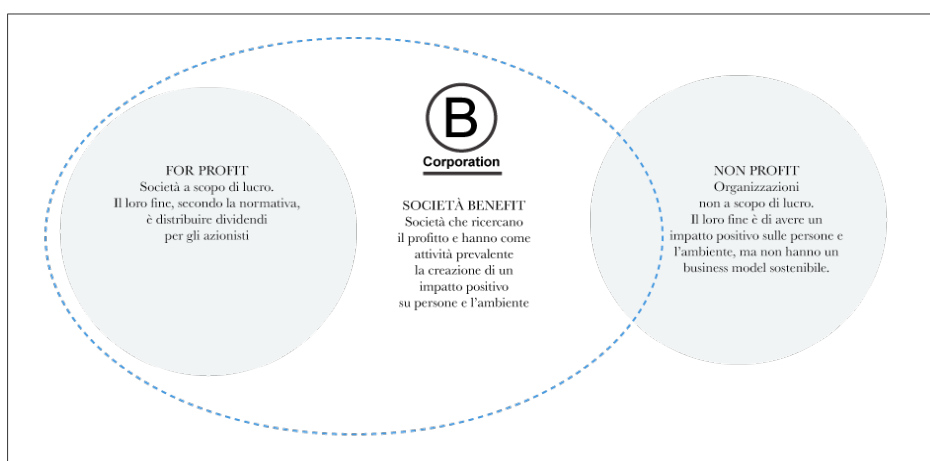 FOR PROFIT
Società a scopo di lucro.
Il loro fine, secondo la normativa,
è distribuire dividendi
per gli azionisti
B
Corporation
SOCIETÀ BENEFIT
Società che ricercano
il profitto e hanno come
attività prevalente
la creazione di un
impatto positivo
su persone e l’ambiente
NON PROFIT
Organizzazioni
non a scopo di lucro.
Il loro fine è di avere un
impatto positivo sulle persone e
l’ambiente, ma non hanno un
business model sostenibile.